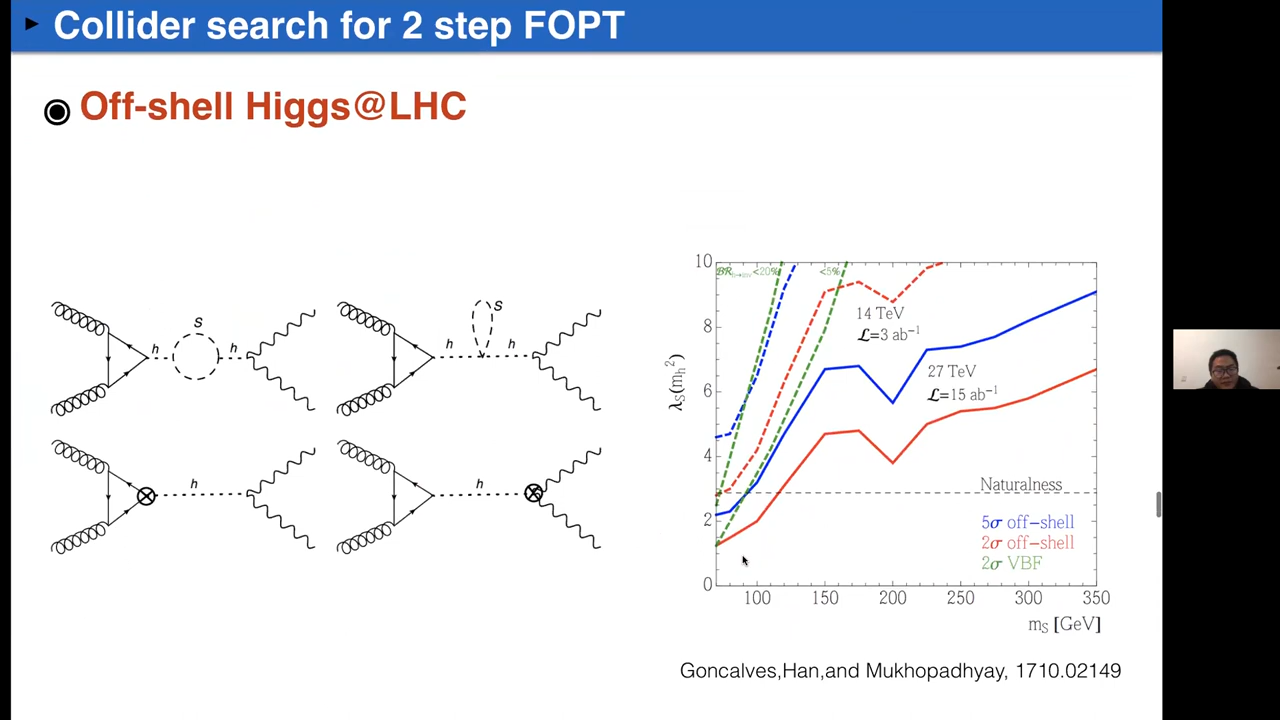 Collider search for 2 step FOPT
Off-shell Higgs@LHC
s
h
h
h
s
h
h
h
10
8
6
4
2
0
λS(mh²)
<20%
<5%
14 TeV
ℒ=3 ab⁻¹
27 TeV
ℒ=15 ab⁻¹
Naturalness
5σ off−shell
2σ off−shell
2σ VBF
100 150 200 250 300 350
mS [GeV]
Goncalves,Han,and Mukhopadhyay, 1710.02149